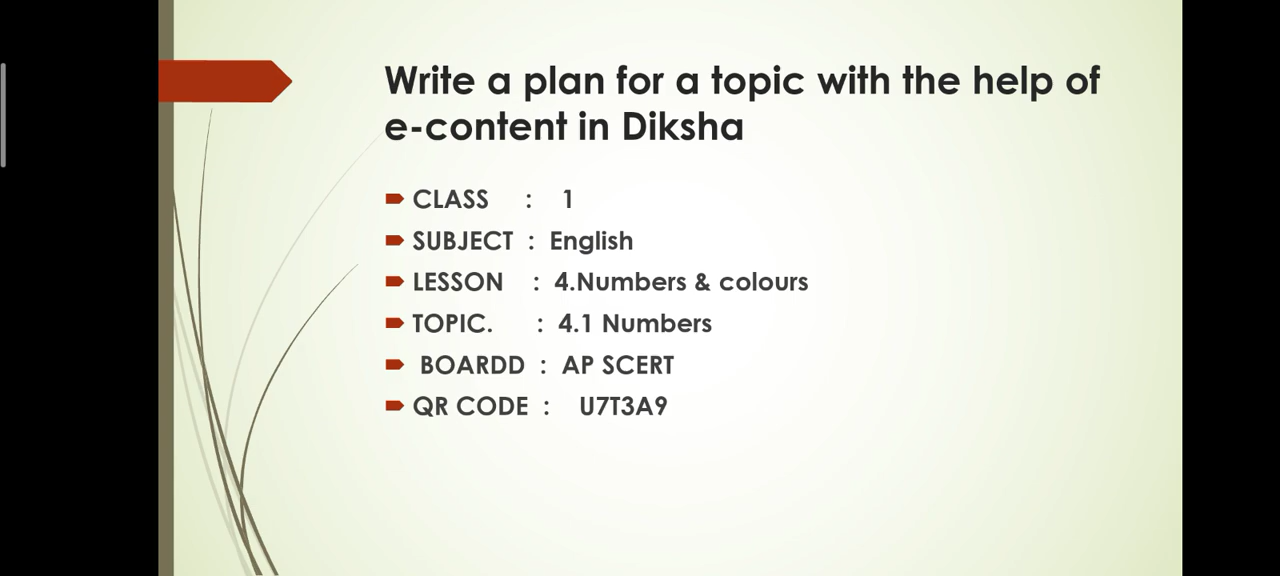 Write a plan for a topic with the help of
e-content in Diksha
CLASS : 1
SUBJECT : English
LESSON : 4.Numbers & colours
TOPIC. : 4.1 Numbers
BOARDD : AP SCERT
QR CODE : U7T3A9